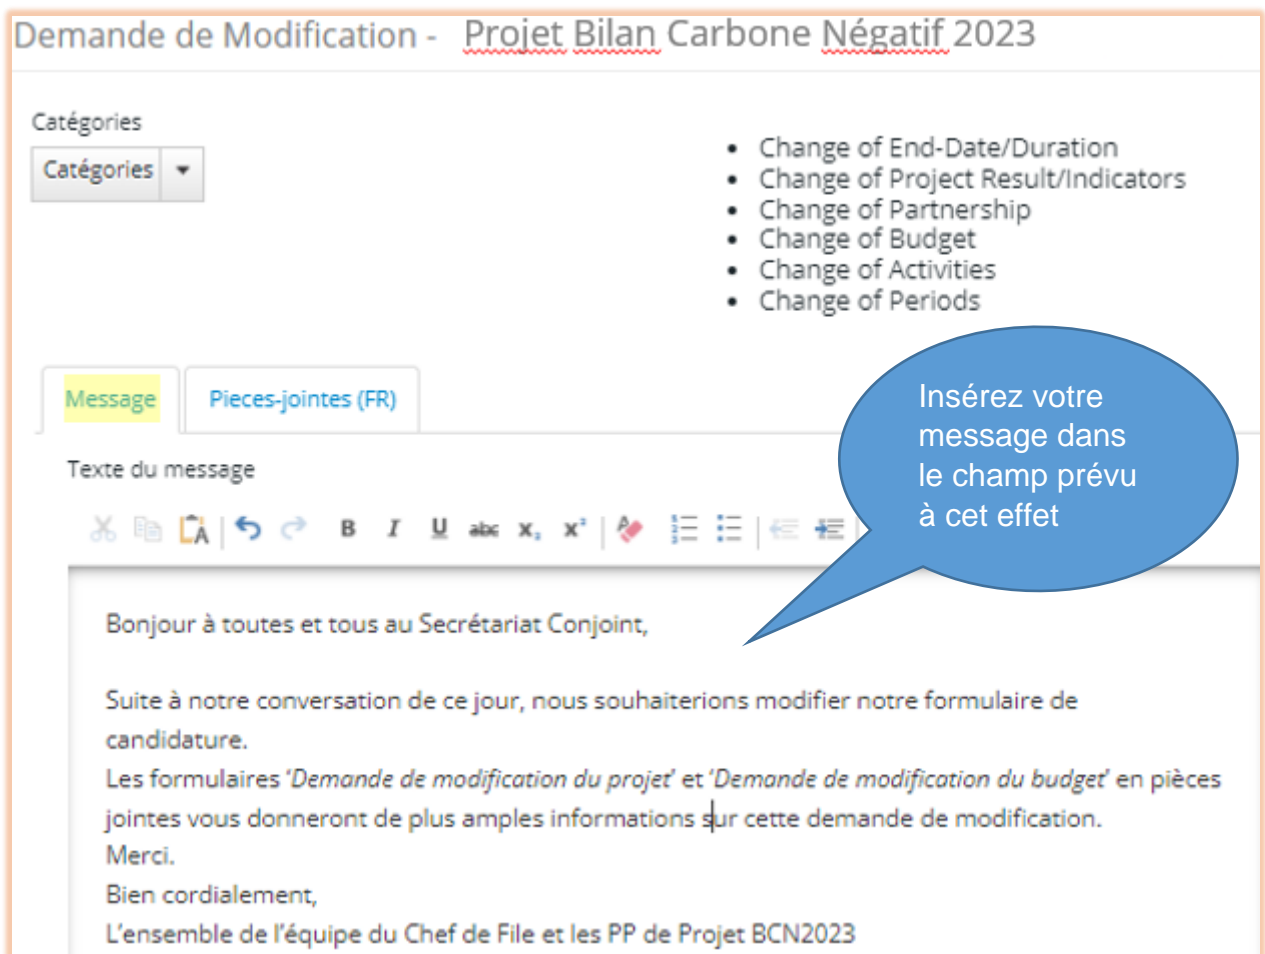 Demande de Modification - Projet Bilan Carbone Négatif 2023
Catégories
Catégories
• Change of End-Date/Duration
• Change of Project Result/Indicators
• Change of Partnership
• Change of Budget
• Change of Activities
• Change of Periods
Message
Pieces-jointes (FR)
Insérez votre
message dans
le champ prévu
à cet effet
Texte du message
B I U abc x₂ x²
Bonjour à toutes et tous au Secrétariat Conjoint,
Suite à notre conversation de ce jour, nous souhaiterions modifier notre formulaire de
candidature.
Les formulaires ‘Demande de modification du projet’ et ‘Demande de modification du budget’ en pièces
jointes vous donneront de plus amples informations sur cette demande de modification.
Merci.
Bien cordialement,
L’ensemble de l’équipe du Chef de File et les PP de Projet BCN2023